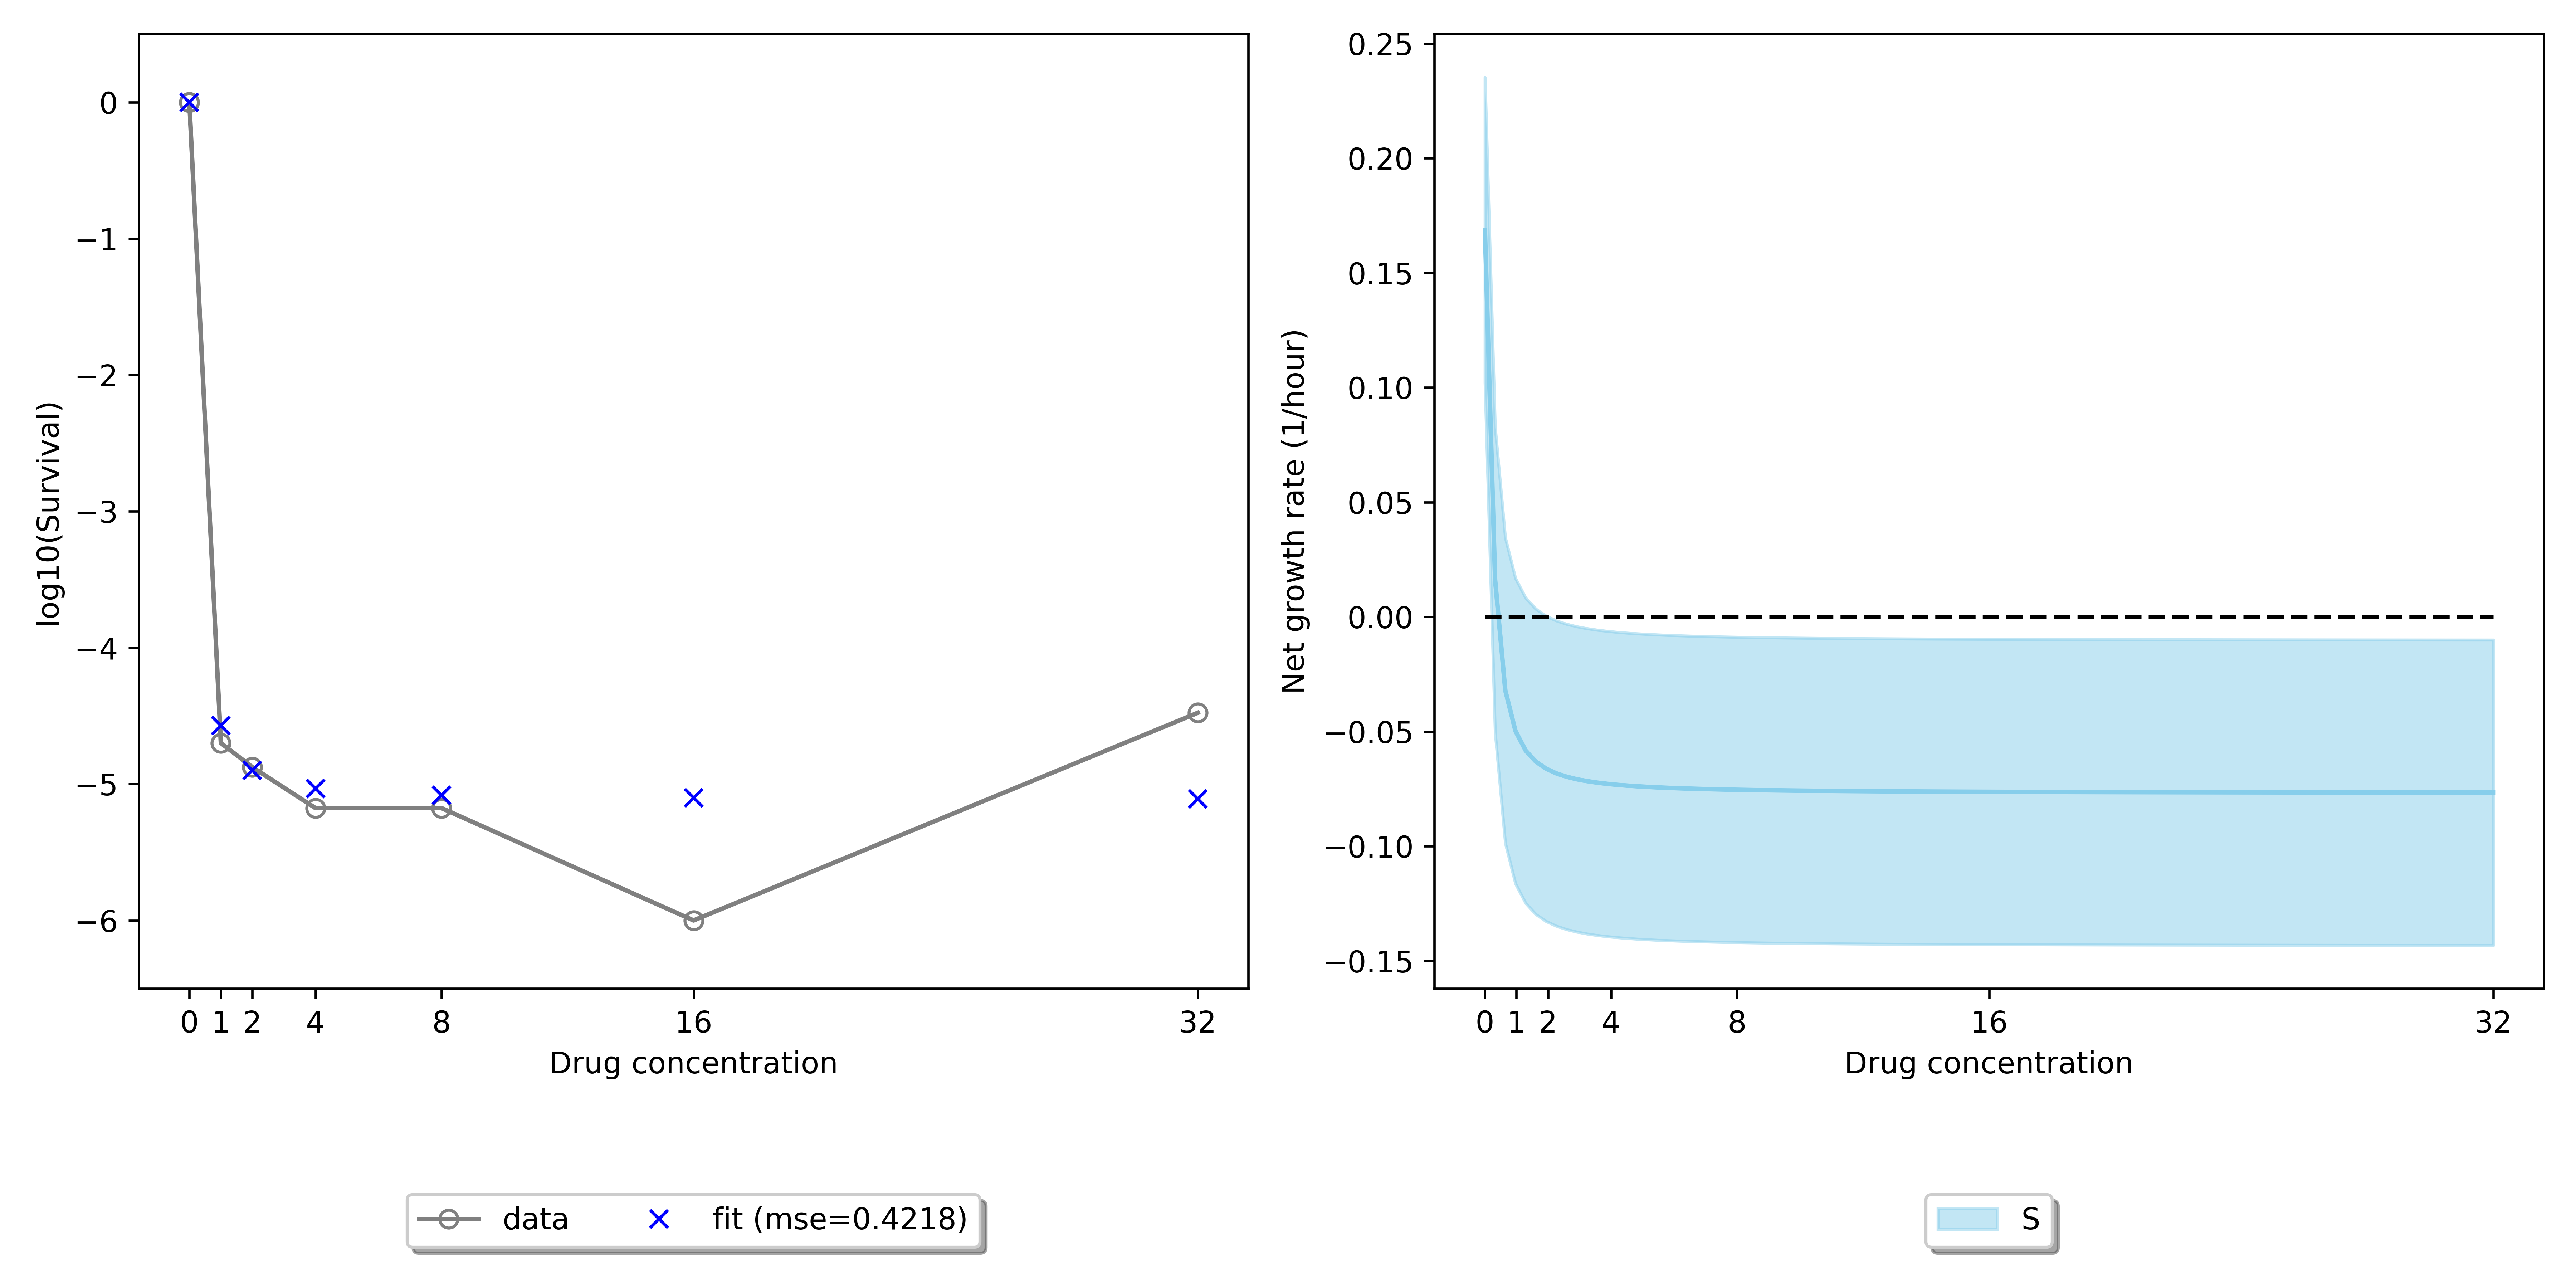 log10(Survival)
0
−1
−2
−3
−4
−5
−6
0 1 2 4 8 16 32
Drug concentration
data fit (mse=0.4218)
Net growth rate (1/hour)
0.25
0.20
0.15
0.10
0.05
0.00
−0.05
−0.10
−0.15
0 1 2 4 8 16 32
Drug concentration
S